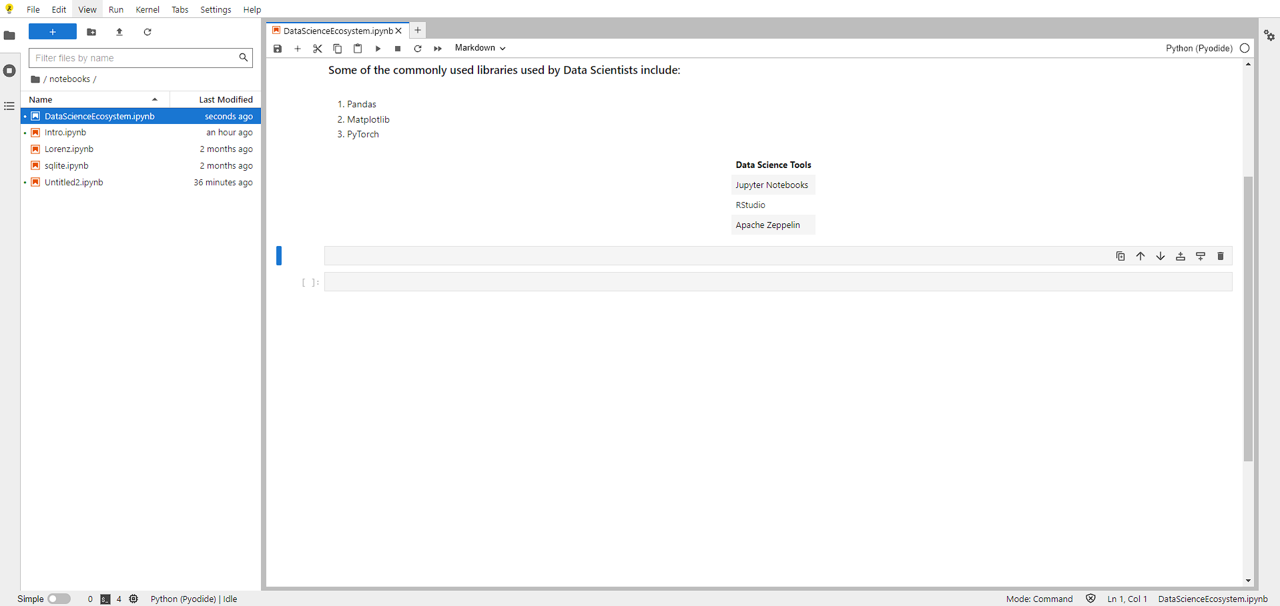 File Edit View Run Kernel Tabs Settings Help
+
Filter files by name
/ notebooks /
Name Last Modified
DataScienceEcosystem.ipynb seconds ago
Intro.ipynb an hour ago
Lorenz.ipynb 2 months ago
sqlite.ipynb 2 months ago
Untitled2.ipynb 36 minutes ago
DataScienceEcosystem.ipynb
Markdown
Python (Pyodide)
Some of the commonly used libraries used by Data Scientists include:
1. Pandas
2. Matplotlib
3. PyTorch
Data Science Tools
Jupyter Notebooks
RStudio
Apache Zeppelin
[ ]:
Simple 0 4 Python (Pyodide) | Idle
Mode: Command Ln 1, Col 1 DataScienceEcosystem.ipynb